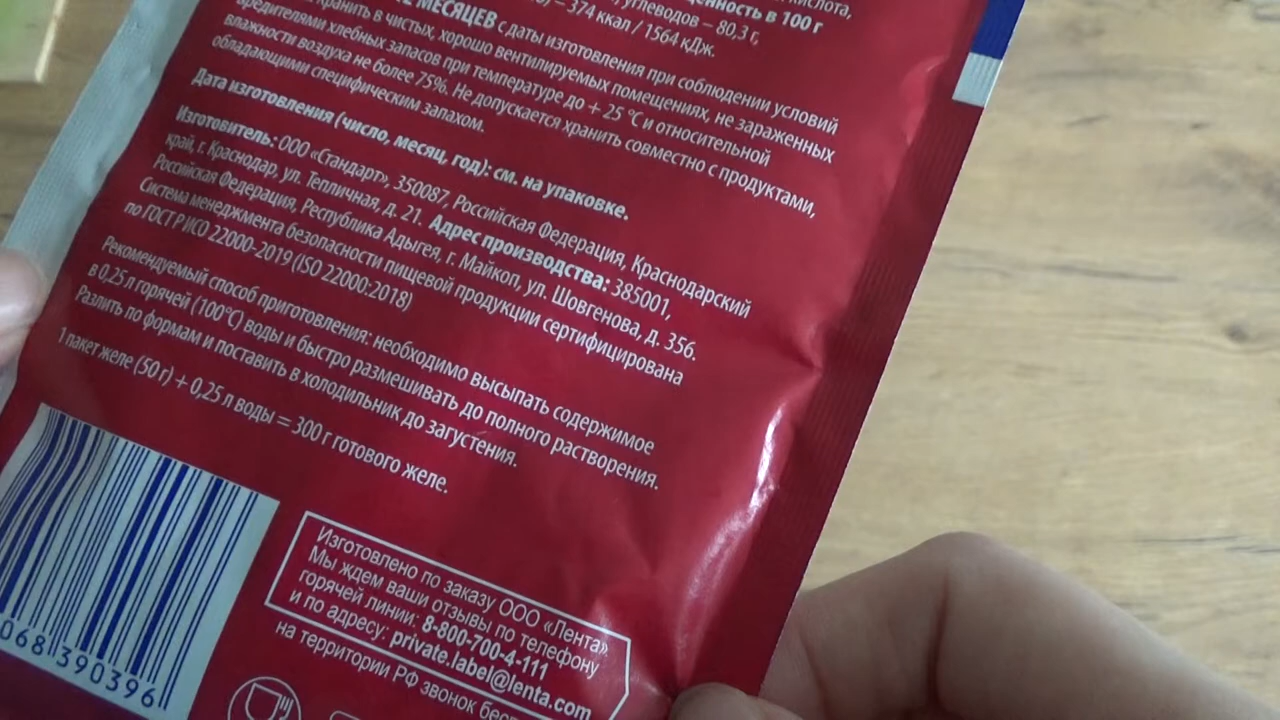 кислота,
ценность в 100 г
углеводов – 80,3 г,
– 374 ккал / 1564 кДж.
МЕСЯЦЕВ с даты изготовления при соблюдении условий
хранить в чистых, хорошо вентилируемых помещениях, не зараженных
вредителями хлебных запасов при температуре до + 25 °С и относительной
влажности воздуха не более 75%. Не допускается хранить совместно с продуктами,
обладающими специфическим запахом.
Дата изготовления (число, месяц, год): см. на упаковке.
Изготовитель: ООО «Стандарт», 350087, Российская Федерация, Краснодарский
край, г. Краснодар, ул. Тепличная, д. 21. Адрес производства: 385001,
Российская Федерация, Республика Адыгея, г. Майкоп, ул. Шовгенова, д. 356.
Система менеджмента безопасности пищевой продукции сертифицирована
по ГОСТ Р ИСО 22000-2019 (ISO 22000:2018)
Рекомендуемый способ приготовления: необходимо высыпать содержимое
в 0,25 л горячей (100°С) воды и быстро размешивать до полного растворения.
Разлить по формам и поставить в холодильник до загустения.
1 пакет желе (50 г) + 0,25 л воды = 300 г готового желе.
068 390396
Изготовлено по заказу ООО «Лента»
Мы ждем ваши отзывы по телефону
горячей линии: 8-800-700-4-111
и по адресу: private.label@lenta.com
на территории РФ звонок